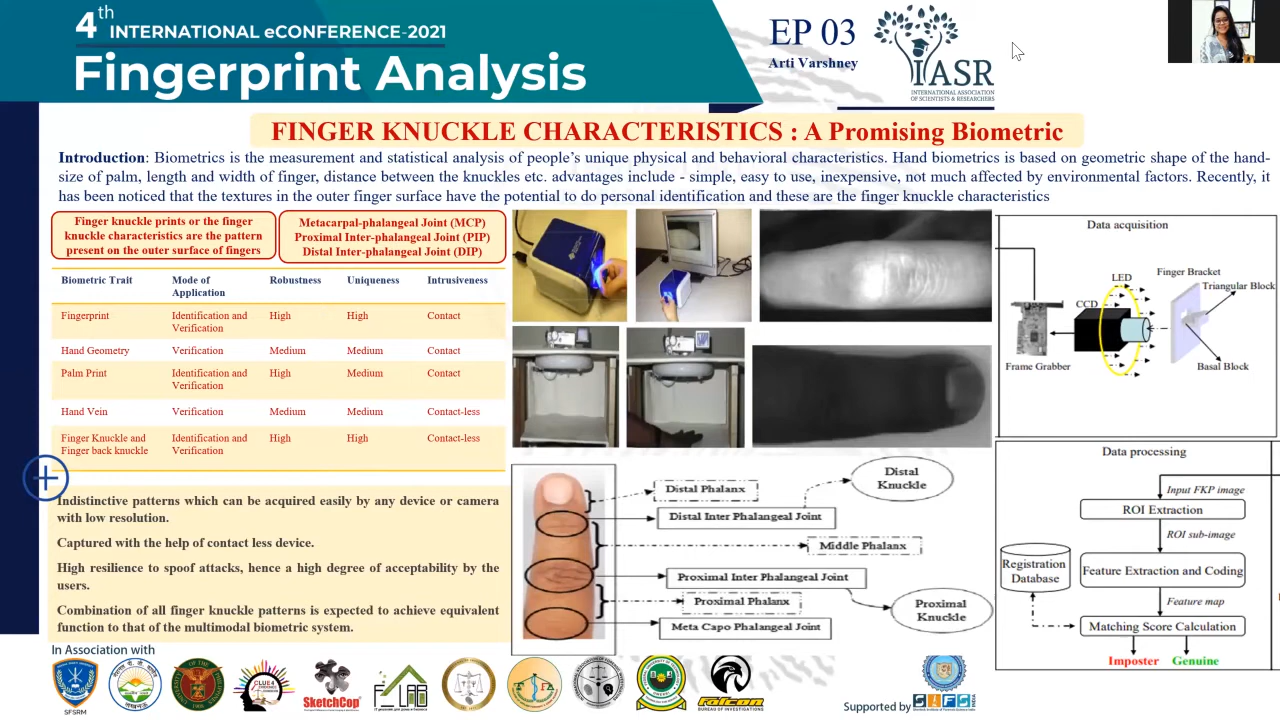 4th INTERNATIONAL eCONFERENCE-2021
Fingerprint Analysis
EP 03
Arti Varshney
IASR
INTERNATIONAL ASSOCIATION
OF SCIENTISTS & RESEARCHERS
FINGER KNUCKLE CHARACTERISTICS : A Promising Biometric
Introduction: Biometrics is the measurement and statistical analysis of people's unique physical and behavioral characteristics. Hand biometrics is based on geometric shape of the hand-
size of palm, length and width of finger, distance between the knuckles etc. advantages include - simple, easy to use, inexpensive, not much affected by environmental factors. Recently, it
has been noticed that the textures in the outer finger surface have the potential to do personal identification and these are the finger knuckle characteristics
Finger knuckle prints or the finger
knuckle characteristics are the pattern
present on the outer surface of fingers
Metacarpal-phalangeal Joint (MCP)
Proximal Inter-phalangeal Joint (PIP)
Distal Inter-phalangeal Joint (DIP)
Biometric Trait Mode of Application Robustness Uniqueness Intrusiveness
Fingerprint Identification and Verification High High Contact
Hand Geometry Verification Medium Medium Contact
Palm Print Identification and Verification High Medium Contact
Hand Vein Verification Medium Medium Contact-less
Finger Knuckle and Finger back knuckle Identification and Verification High High Contact-less
Indistinctive patterns which can be acquired easily by any device or camera
with low resolution.
Captured with the help of contact less device.
High resilience to spoof attacks, hence a high degree of acceptability by the
users.
Combination of all finger knuckle patterns is expected to achieve equivalent
function to that of the multimodal biometric system.
Distal Phalanx
Distal Knuckle
Distal Inter Phalangeal Joint
Middle Phalanx
Proximal Inter Phalangeal Joint
Proximal Phalanx
Proximal Knuckle
Meta Capo Phalangeal Joint
Data acquisition
LED
Finger Bracket
Triangular Block
CCD
Frame Grabber
Basal Block
Data processing
Input FKP image
ROI Extraction
ROI sub-image
Registration
Database
Feature Extraction and Coding
Feature map
Matching Score Calculation
Imposter Genuine
In Association with
SFSRM
CLUE4
SketchCop
LAB
falcon
BUREAU OF INVESTIGATIONS
Supported by
SIFS
INDIA